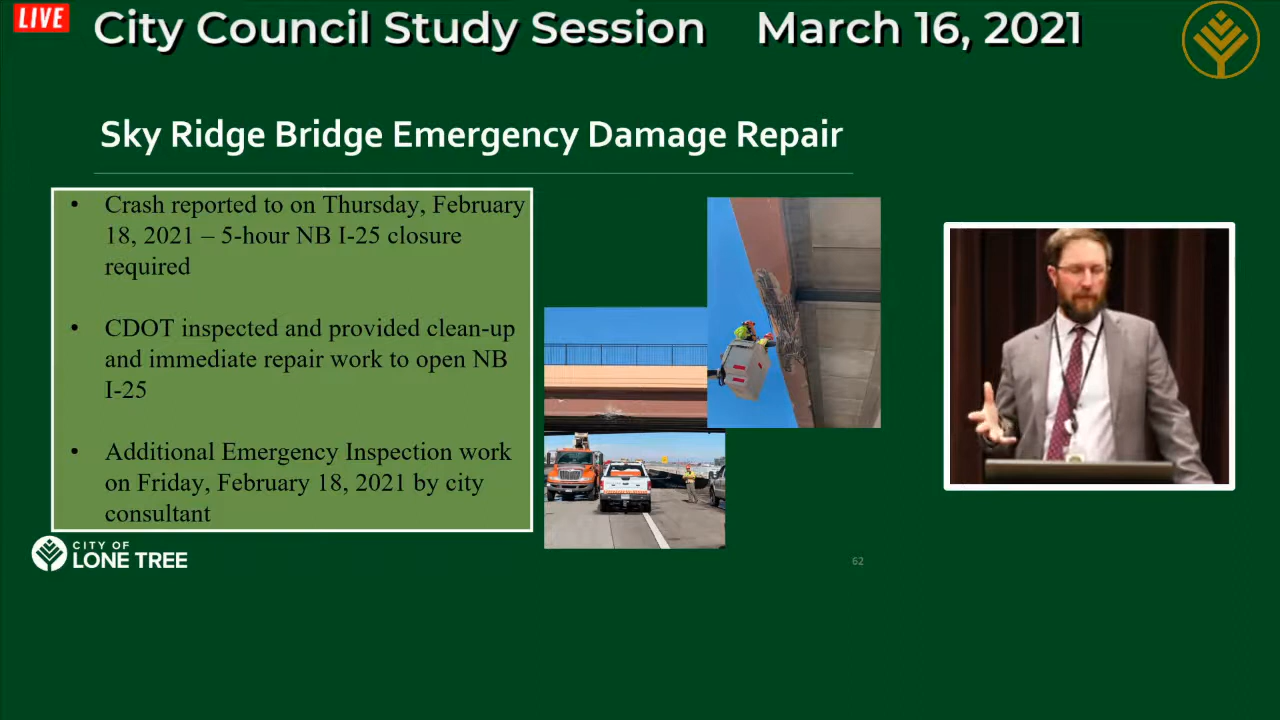 LIVE
City Council Study Session March 16, 2021
Sky Ridge Bridge Emergency Damage Repair
• Crash reported to on Thursday, February
18, 2021 – 5-hour NB I-25 closure
required
• CDOT inspected and provided clean-up
and immediate repair work to open NB
I-25
• Additional Emergency Inspection work
on Friday, February 18, 2021 by city
consultant
CITY OF
LONE TREE
62